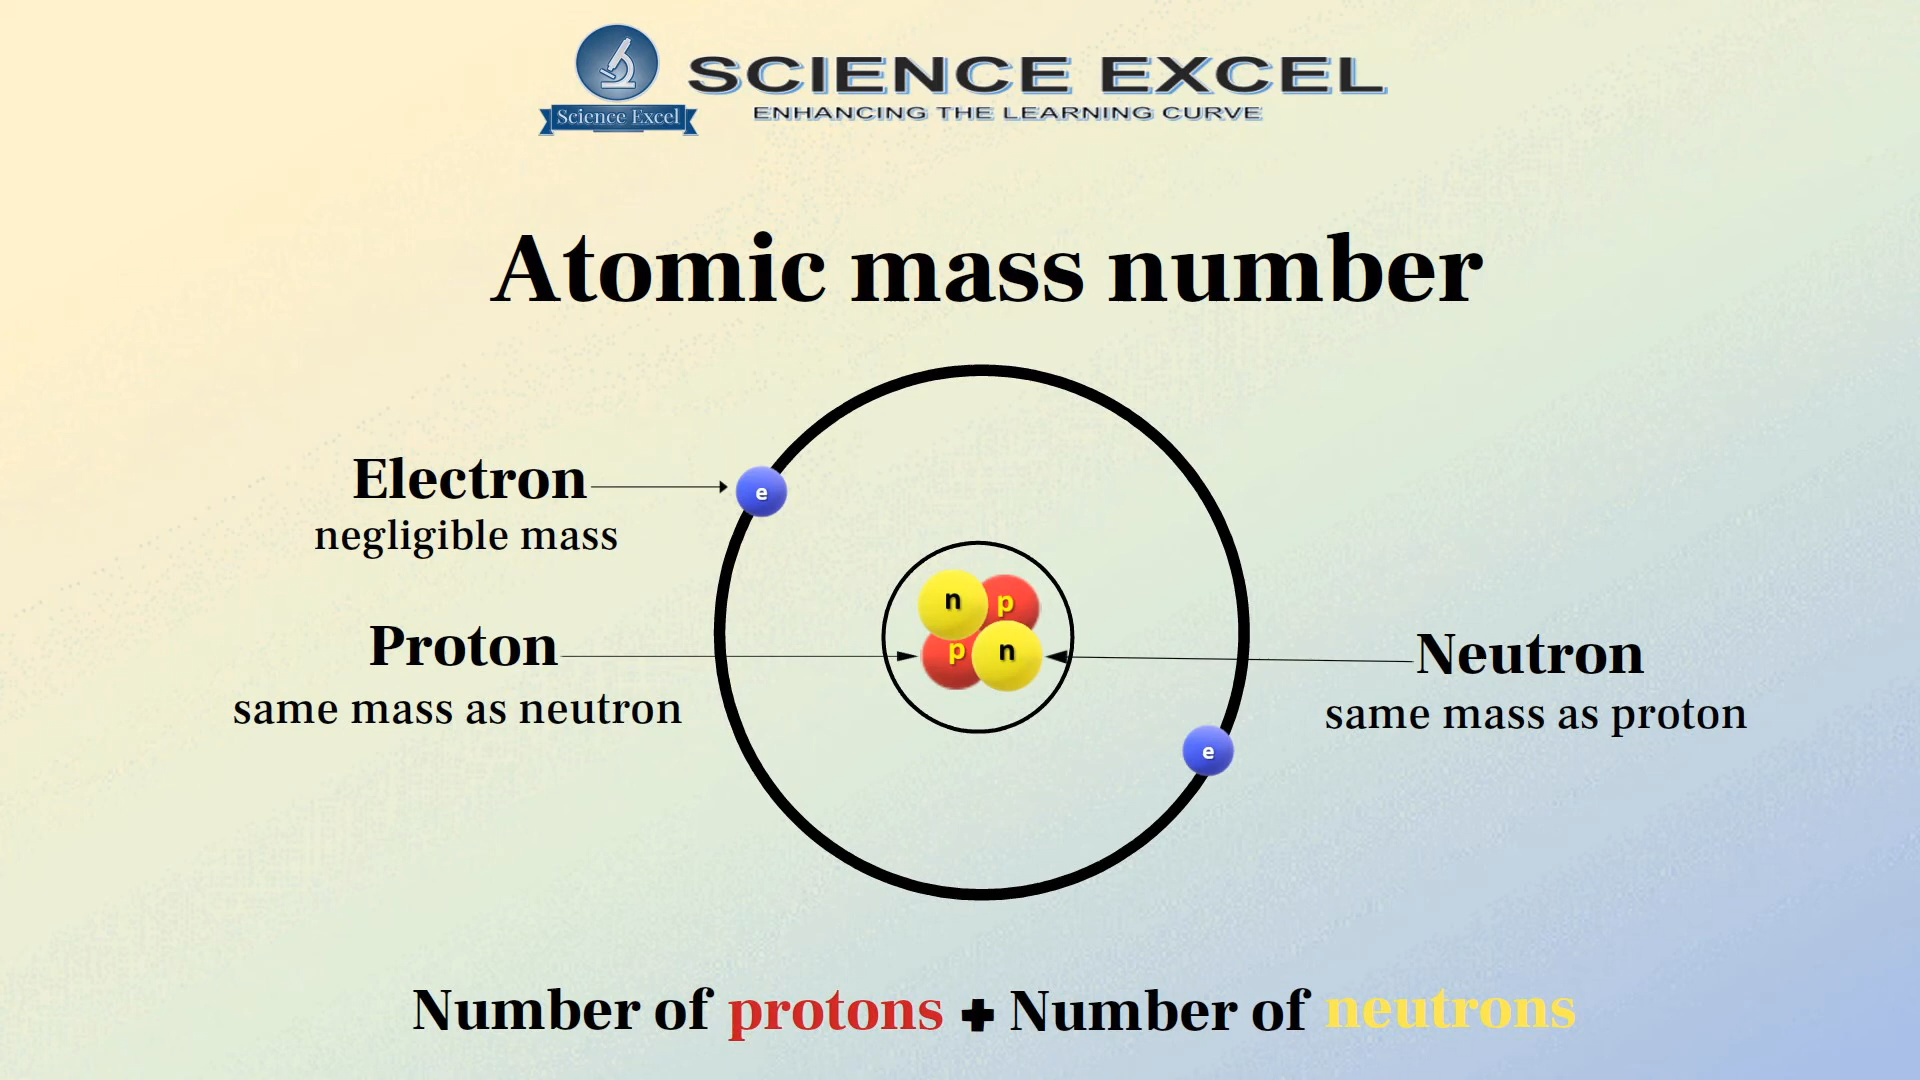 Science Excel
SCIENCE EXCEL
ENHANCING THE LEARNING CURVE
Atomic mass number
Electron
negligible mass
e
n
p
p
n
Proton
same mass as neutron
Neutron
same mass as proton
e
Number of protons + Number of neutrons